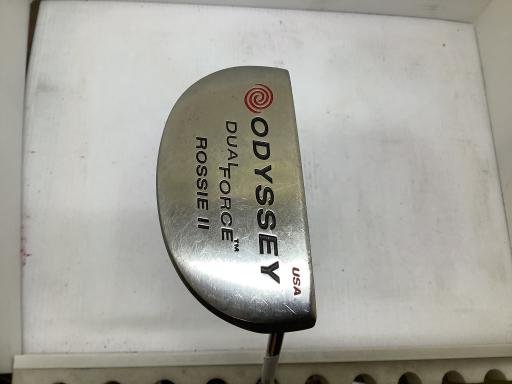 ODYSSEY
DUAL FORCE™
ROSSIE II
USA